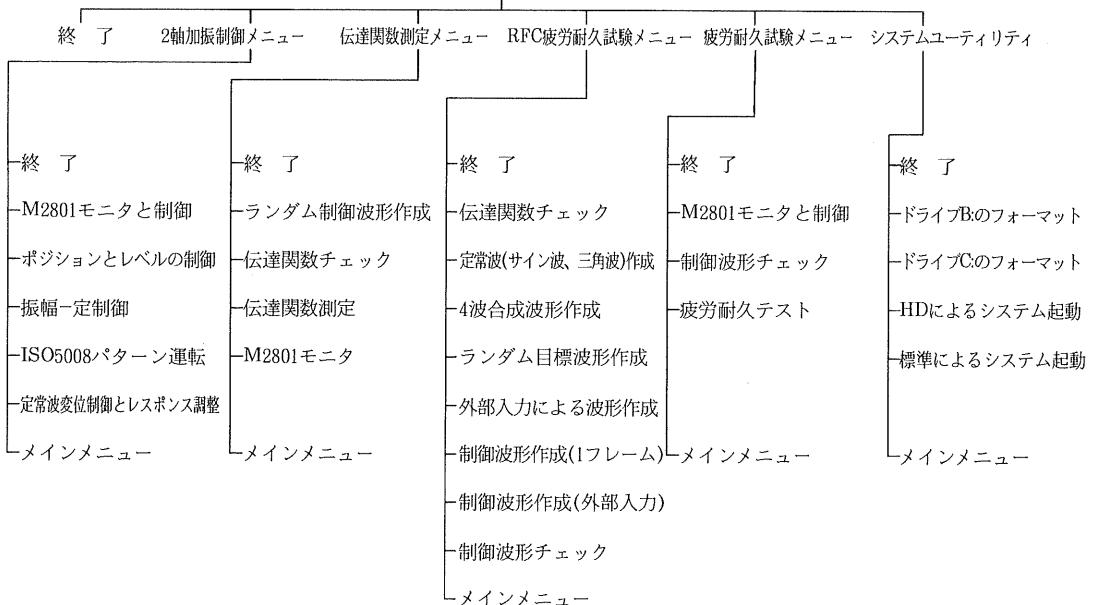 終 了
2軸加振制御メニュー
伝達関数測定メニュー
RFC疲労耐久試験メニュー
疲労耐久試験メニュー
システムユーティリティ
終 了
M2801モニタと制御
ポジションとレベルの制御
振幅一定制御
ISO5008パターン運転
定常波変位制御とレスポンス調整
メインメニュー
終 了
ランダム制御波形作成
伝達関数チェック
伝達関数測定
M2801モニタ
メインメニュー
終 了
伝達関数チェック
定常波(サイン波、三角波)作成
4波合成波形作成
ランダム目標波形作成
外部入力による波形作成
制御波形作成(1フレーム)
制御波形作成(外部入力)
制御波形チェック
メインメニュー
終 了
M2801モニタと制御
制御波形チェック
疲労耐久テスト
メインメニュー
終 了
ドライブB:のフォーマット
ドライブC:のフォーマット
HDによるシステム起動
標準によるシステム起動
メインメニュー